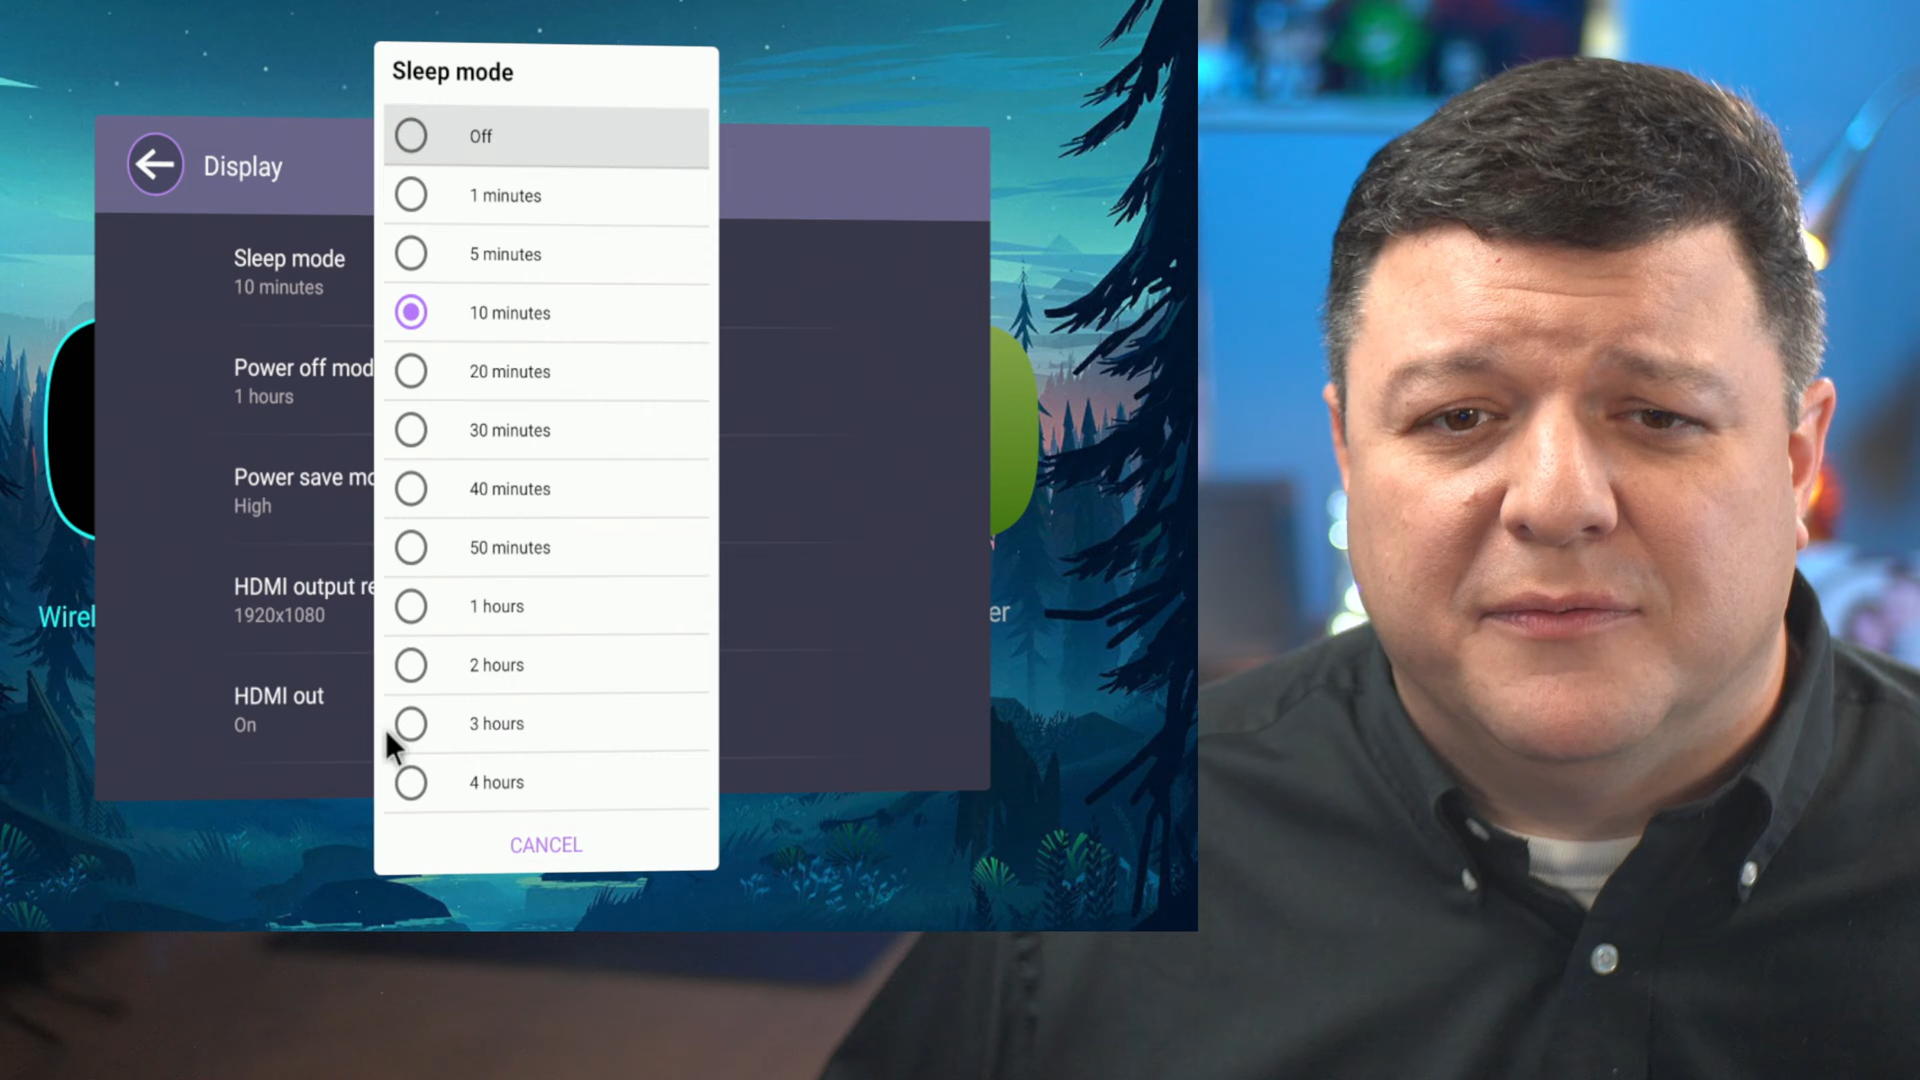 Sleep mode
Off
1 minutes
5 minutes
10 minutes
20 minutes
30 minutes
40 minutes
50 minutes
1 hours
2 hours
3 hours
4 hours
CANCEL
Display
Sleep mode
10 minutes
Power off mod
1 hours
Power save mo
High
HDMI output re
1920x1080
HDMI out
On
Wirel
er